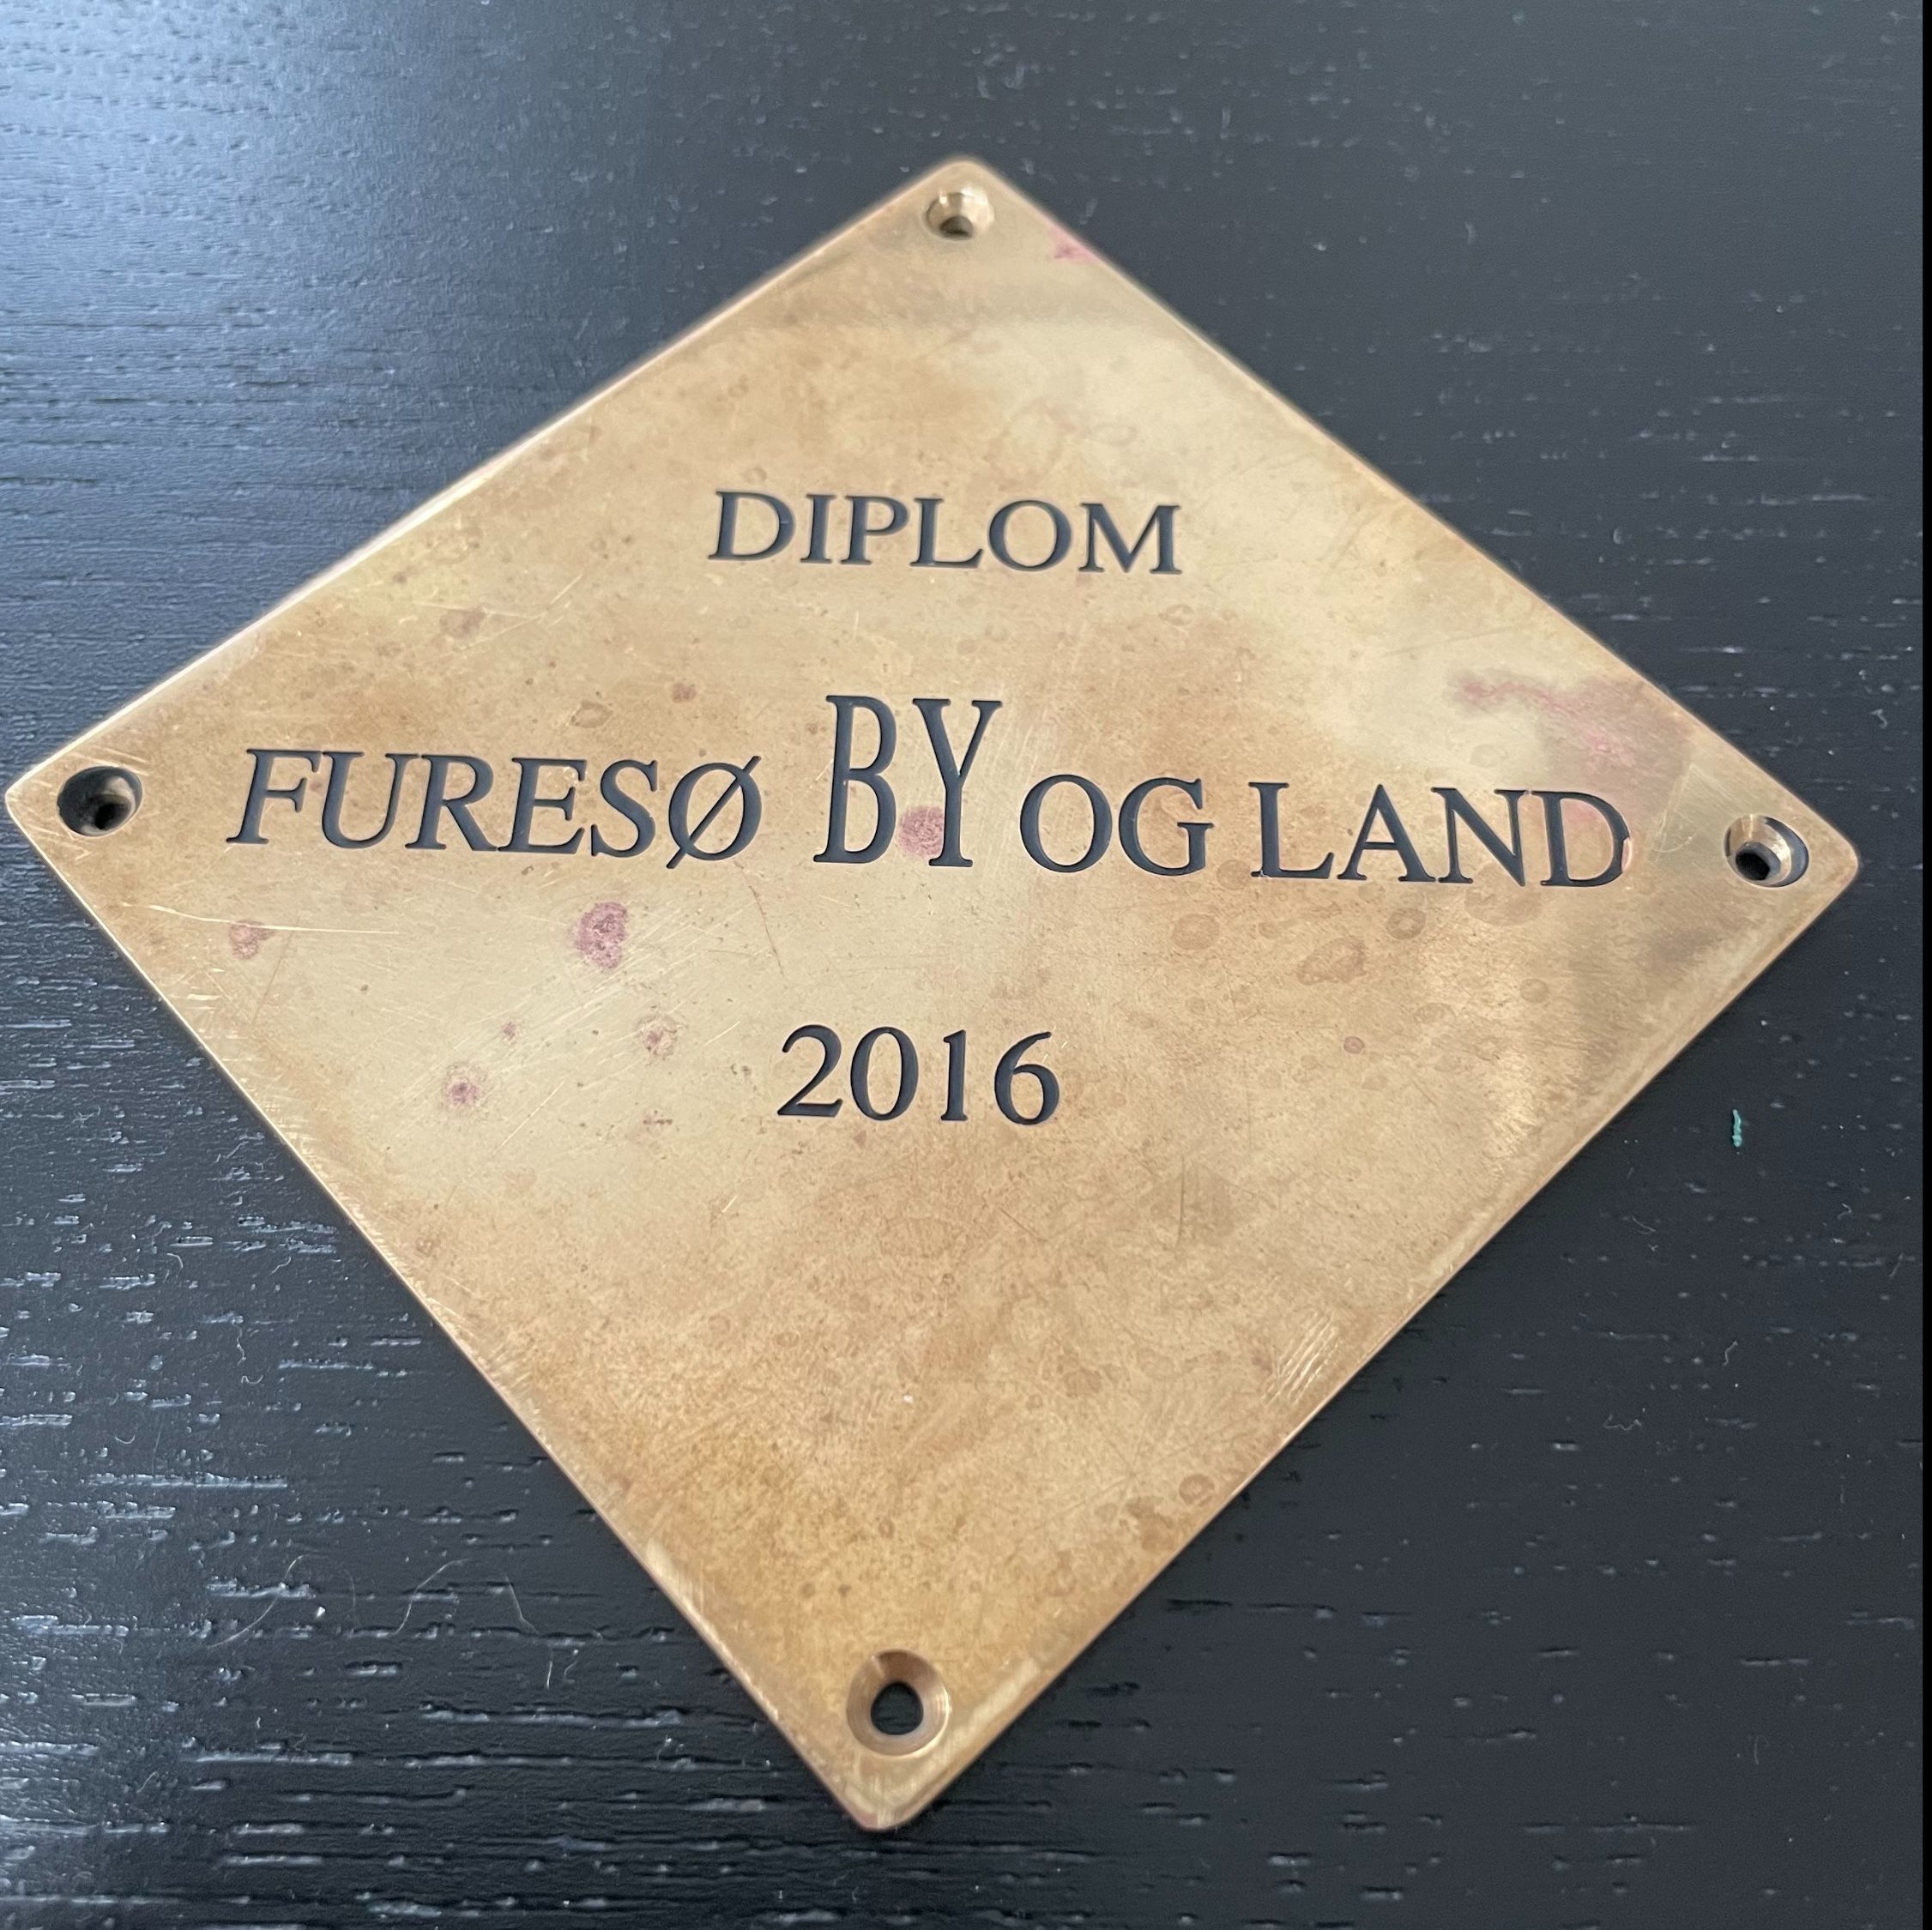 DIPLOM
FURESØ BY OG LAND
2016